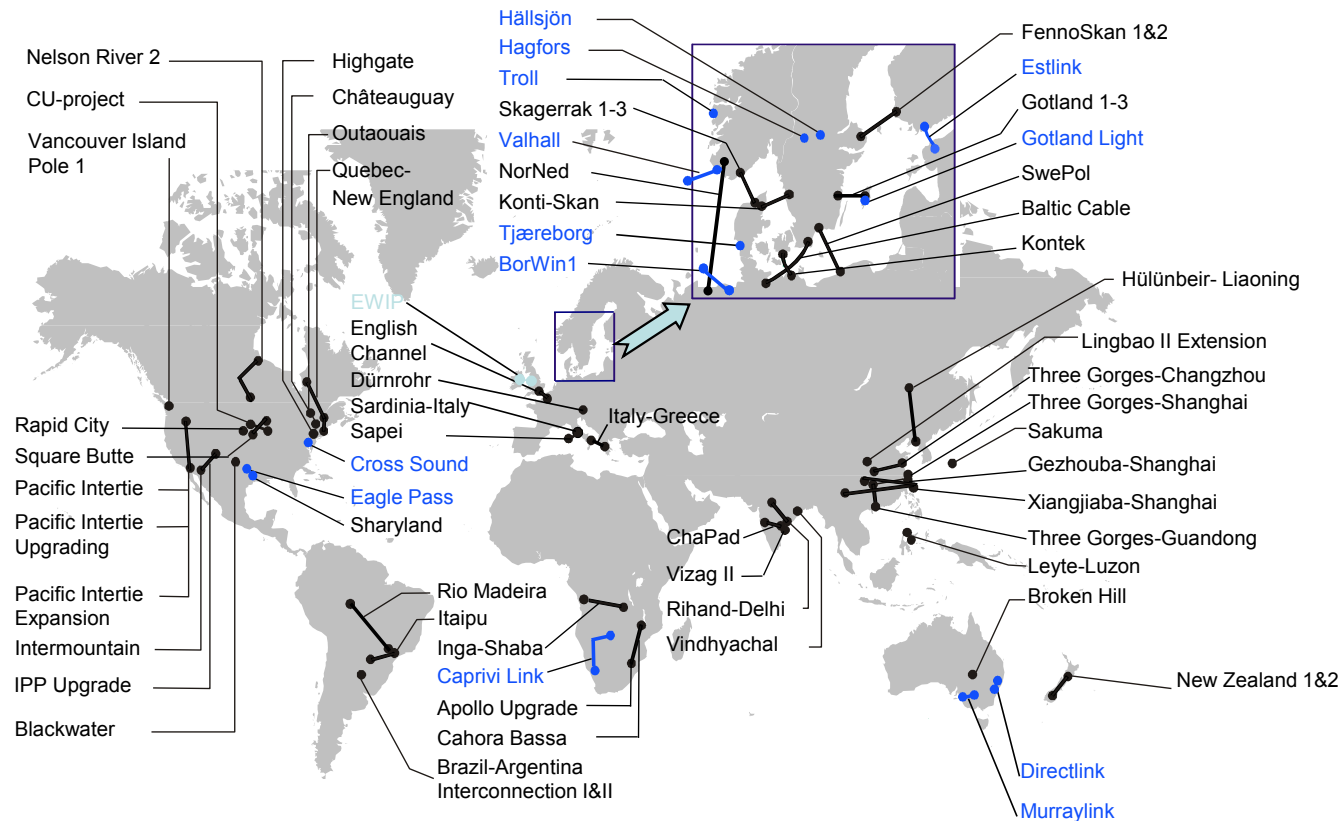 Nelson River 2
CU-project
Vancouver Island
Pole 1
Highgate
Châteauguay
Outaouais
Quebec-
New England
Hällsjön
Hagfors
Troll
Skagerrak 1-3
Valhall
NorNed
Konti-Skan
Tjæreborg
BorWin1
FennoSkan 1&2
Estlink
Gotland 1-3
Gotland Light
SwePol
Baltic Cable
Kontek
EWIP
English
Channel
Dürnrohr
Sardinia-Italy
Sapei
Italy-Greece
Hülünbeir- Liaoning
Lingbao II Extension
Three Gorges-Changzhou
Three Gorges-Shanghai
Sakuma
Gezhouba-Shanghai
Xiangjiaba-Shanghai
Three Gorges-Guandong
Leyte-Luzon
Broken Hill
New Zealand 1&2
Directlink
Murraylink
Rapid City
Square Butte
Pacific Intertie
Pacific Intertie
Upgrading
Pacific Intertie
Expansion
Intermountain
IPP Upgrade
Blackwater
Cross Sound
Eagle Pass
Sharyland
Rio Madeira
Itaipu
Inga-Shaba
Caprivi Link
Apollo Upgrade
Cahora Bassa
Brazil-Argentina
Interconnection I&II
ChaPad
Vizag II
Rihand-Delhi
Vindhyachal